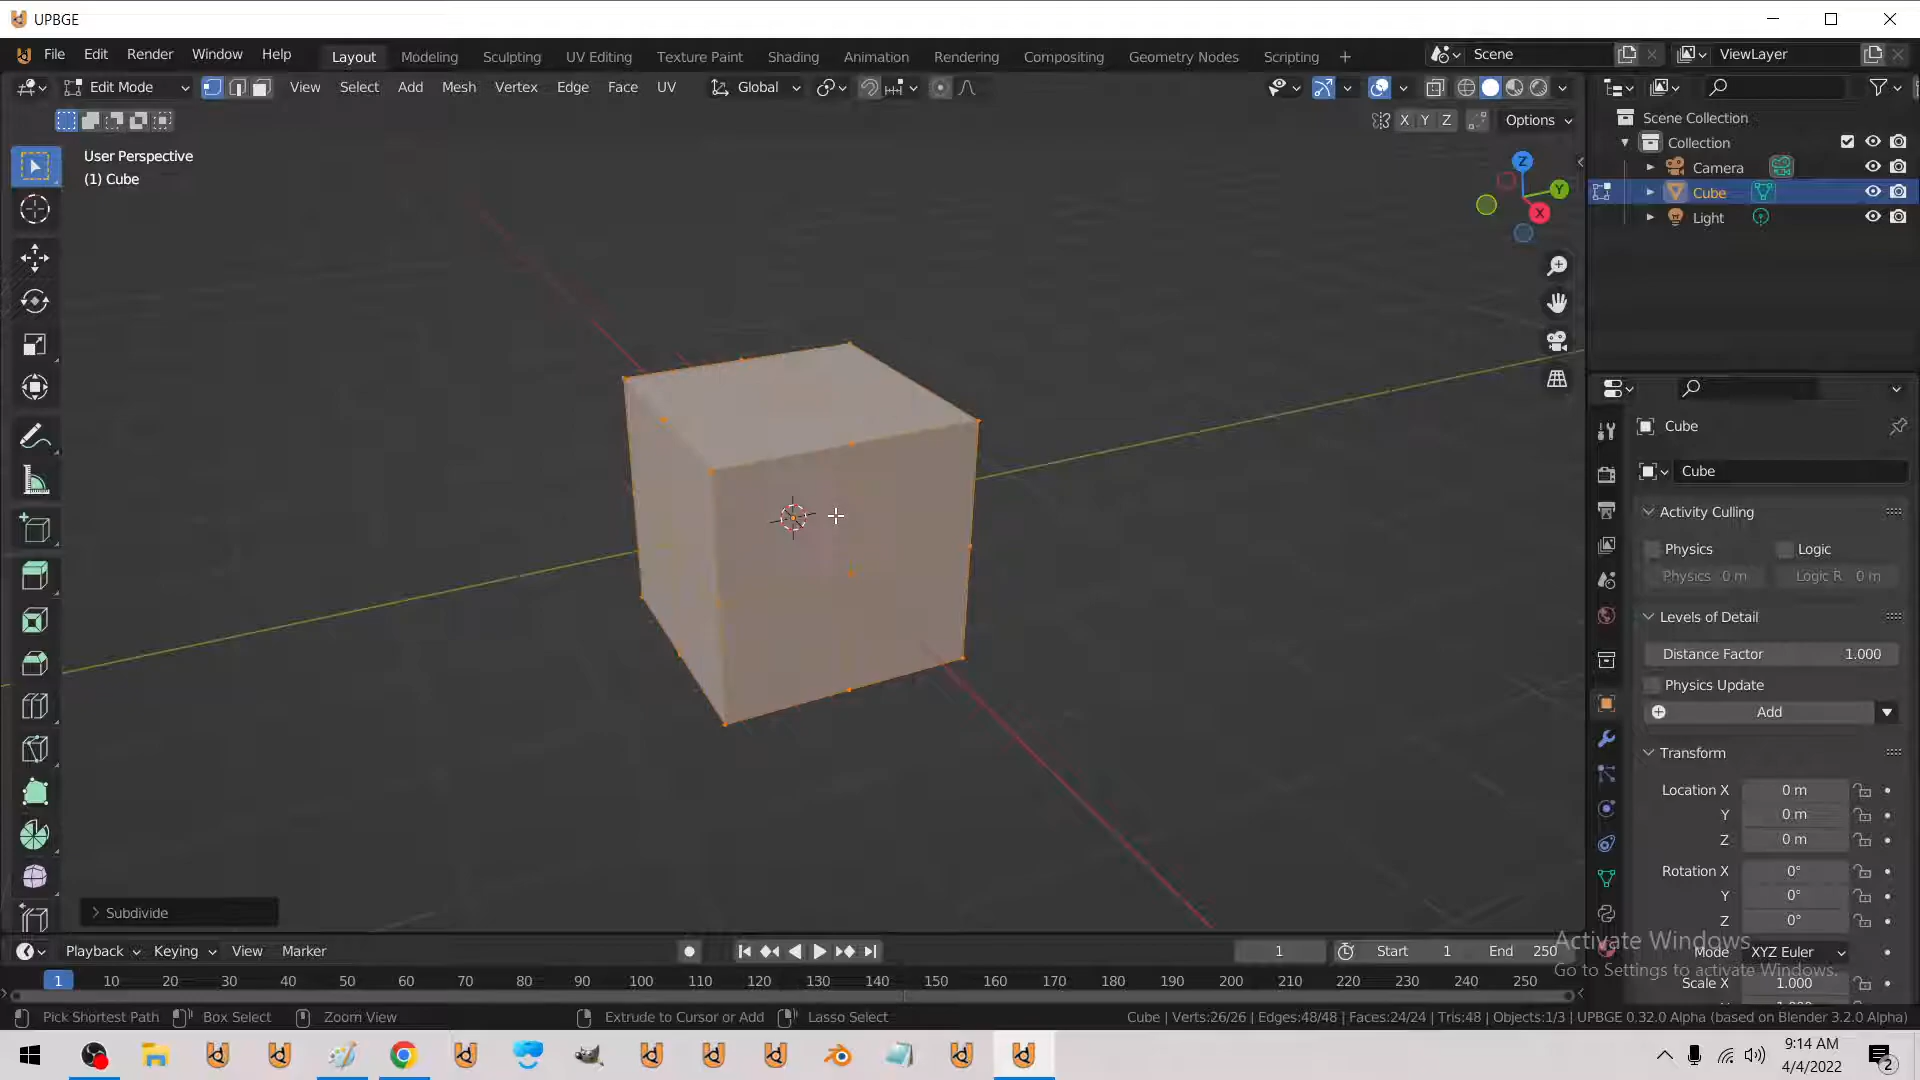 UPBGE
File Edit Render Window Help Layout Modeling Sculpting UV Editing Texture Paint Shading Animation Rendering Compositing Geometry Nodes Scripting + Scene ViewLayer
Edit Mode View Select Add Mesh Vertex Edge Face UV Global
X Y Z Options
User Perspective
(1) Cube
Z
Y
X
Scene Collection
Collection
Camera
Cube
Light
Cube
Cube
Activity Culling
Physics Logic
Physics 0 m Logic R 0 m
Levels of Detail
Distance Factor 1.000
Physics Update
Add
Transform
Location X 0 m
Y 0 m
Z 0 m
Rotation X 0°
Y 0°
Z 0°
Mode XYZ Euler
Scale X 1.000
Activate Windows
Go to Settings to activate Windows.
Subdivide
Playback Keying View Marker 1 Start 1 End 250
1 10 20 30 40 50 60 70 80 90 100 110 120 130 140 150 160 170 180 190 200 210 220 230 240 250
Pick Shortest Path Box Select Zoom View Extrude to Cursor or Add Lasso Select Cube | Verts:26/26 | Edges:48/48 | Faces:24/24 | Tris:48 | Objects:1/3 | UPBGE 0.32.0 Alpha (based on Blender 3.2.0 Alpha)
9:14 AM
4/4/2022
2